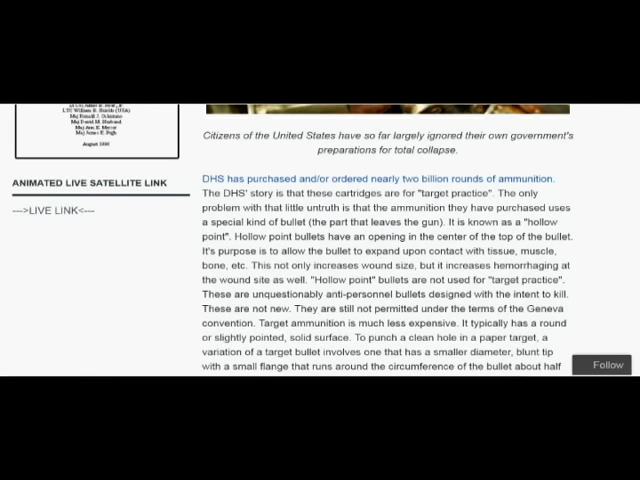 August 1996
Citizens of the United States have so far largely ignored their own government's
preparations for total collapse.
ANIMATED LIVE SATELLITE LINK
--->LIVE LINK<---
DHS has purchased and/or ordered nearly two billion rounds of ammunition.
The DHS' story is that these cartridges are for "target practice". The only
problem with that little untruth is that the ammunition they have purchased uses
a special kind of bullet (the part that leaves the gun). It is known as a "hollow
point". Hollow point bullets have an opening in the center of the top of the bullet.
It's purpose is to allow the bullet to expand upon contact with tissue, muscle,
bone, etc. This not only increases wound size, but it increases hemorrhaging at
the wound site as well. "Hollow point" bullets are not used for "target practice".
These are unquestionably anti-personnel bullets designed with the intent to kill.
These are not new. They are still not permitted under the terms of the Geneva
convention. Target ammunition is much less expensive. It typically has a round
or slightly pointed, solid surface. To punch a clean hole in a paper target, a
variation of a target bullet involves one that has a smaller diameter, blunt tip
with a small flange that runs around the circumference of the bullet about half
Follow